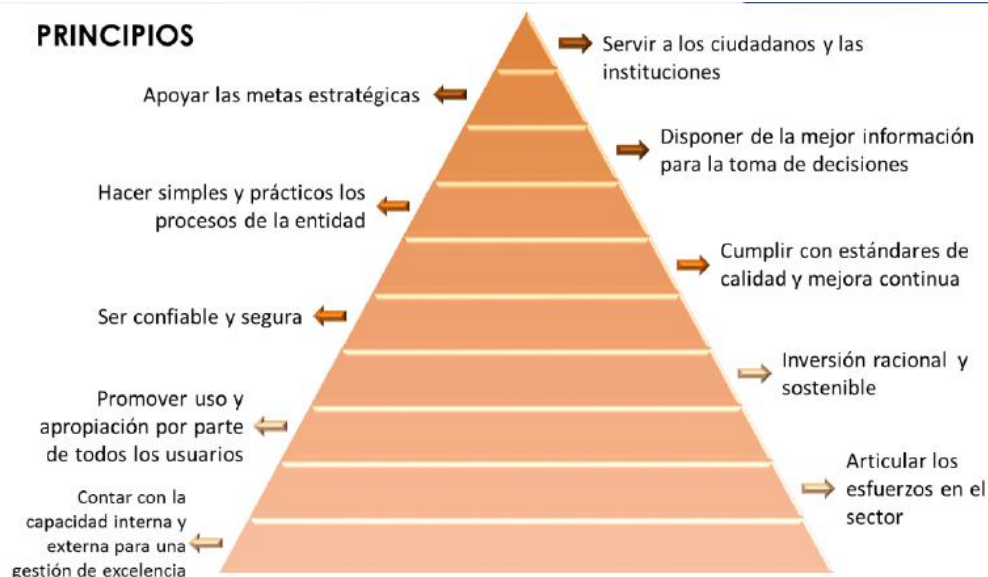 PRINCIPIOS
Servir a los ciudadanos y las
instituciones
Apoyar las metas estratégicas
Disponer de la mejor información
para la toma de decisiones
Hacer simples y prácticos los
procesos de la entidad
Cumplir con estándares de
calidad y mejora continua
Ser confiable y segura
Inversión racional y
sostenible
Promover uso y
apropiación por parte
de todos los usuarios
Articular los
esfuerzos en el
sector
Contar con la
capacidad interna y
externa para una
gestión de excelencia